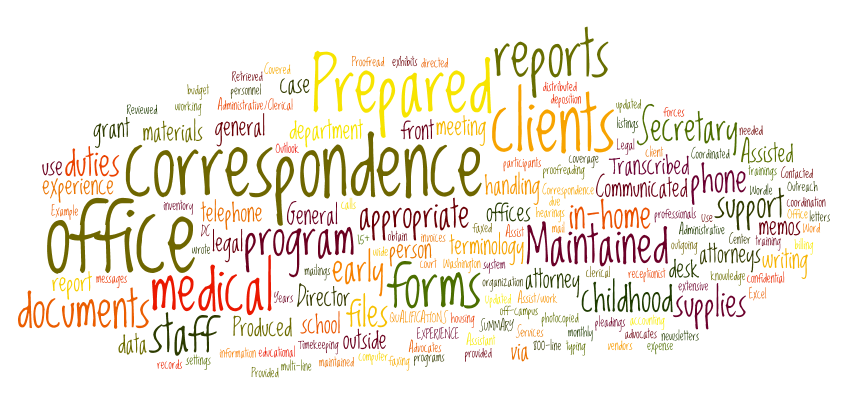 Proofread exhibits directed
Retrieved Covered
reports
budget personnel case Prepared distributed
Reviewed working Administrative/Clerical deposition clients updated forces
grant materials general department front meeting listings Secretary needed
Outlook Legal client Coordinated Assisted
use duties correspondence participants coverage Transcribed trainings Contacted
experience handling proofreading Communicated phone Wordle Outreach
Correspondence support coordination
Example inventory telephone General calls appropriate offices due in-home professionals Use Office letters
office DC legal program 15+ obtain invoices faxed Assist hearings mail Maintained Administrative memos Word
wrote wide person terminology outgoing Center training billing
report messages medical mailings early court Washington system attorneys writing
clerical receptionist desk knowledge confidential
documents Years Director forms organization attorney extensive Excel
files updated Assist/work childhood supplies
staff Produced school QUALIFICATIONS housing off-campus photocopied
data Timekeeping outside EXPERIENCE SUMMARY Services monthly pleadings accounting
settings information educational Advocates Assistant via 800-line typing advocates newsletters
records maintained computer faxing programs provided vendors expense
Provided multi-line